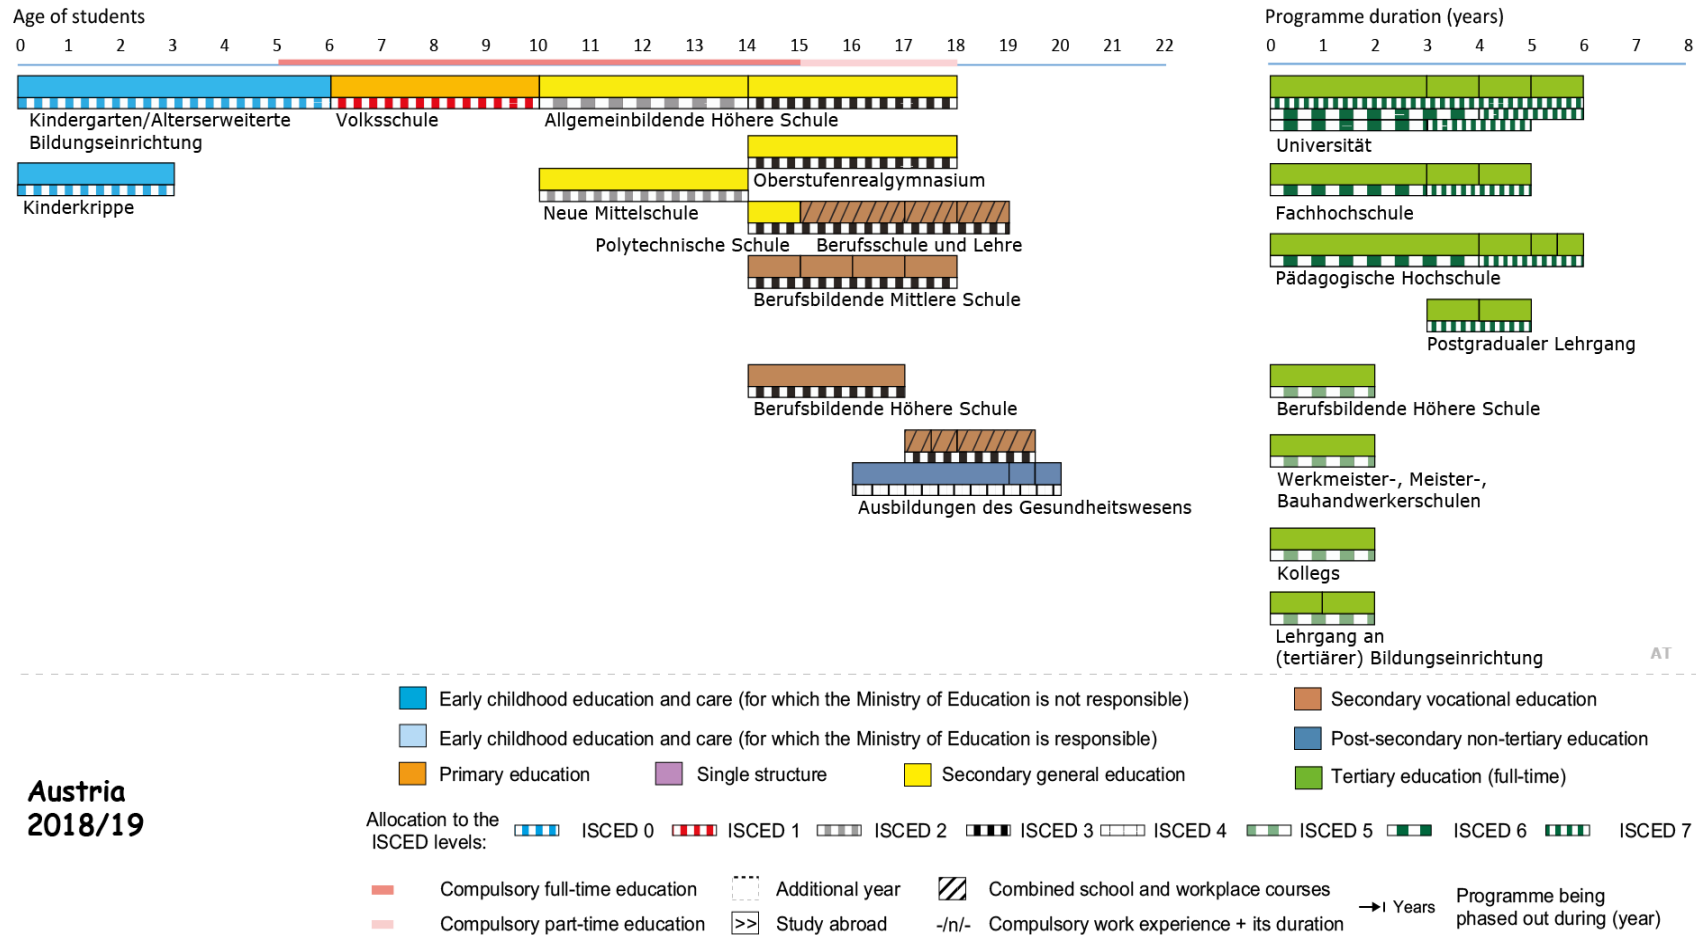 Age of students
Programme duration (years)
0 1 2 3 4 5 6 7 8 9 10 11 12 13 14 15 16 17 18 19 20 21 22
0 1 2 3 4 5 6 7 8
Kindergarten/Alterserweiterte
Bildungseinrichtung
Volksschule
Allgemeinbildende Höhere Schule
Kinderkrippe
Oberstufenrealgymnasium
Neue Mittelschule
Polytechnische Schule
Berufsschule und Lehre
Berufsbildende Mittlere Schule
Berufsbildende Höhere Schule
Ausbildungen des Gesundheitswesens
Universität
Fachhochschule
Pädagogische Hochschule
Postgradualer Lehrgang
Berufsbildende Höhere Schule
Werkmeister-, Meister-,
Bauhandwerkerschulen
Kollegs
Lehrgang an
(tertiärer) Bildungseinrichtung
AT
Austria
2018/19
Early childhood education and care (for which the Ministry of Education is not responsible)
Secondary vocational education
Early childhood education and care (for which the Ministry of Education is responsible)
Post-secondary non-tertiary education
Primary education
Single structure
Secondary general education
Tertiary education (full-time)
Allocation to the
ISCED levels:
ISCED 0
ISCED 1
ISCED 2
ISCED 3
ISCED 4
ISCED 5
ISCED 6
ISCED 7
Compulsory full-time education
Additional year
Combined school and workplace courses
Compulsory part-time education
>> Study abroad
-/n/- Compulsory work experience + its duration
Years
Programme being
phased out during (year)